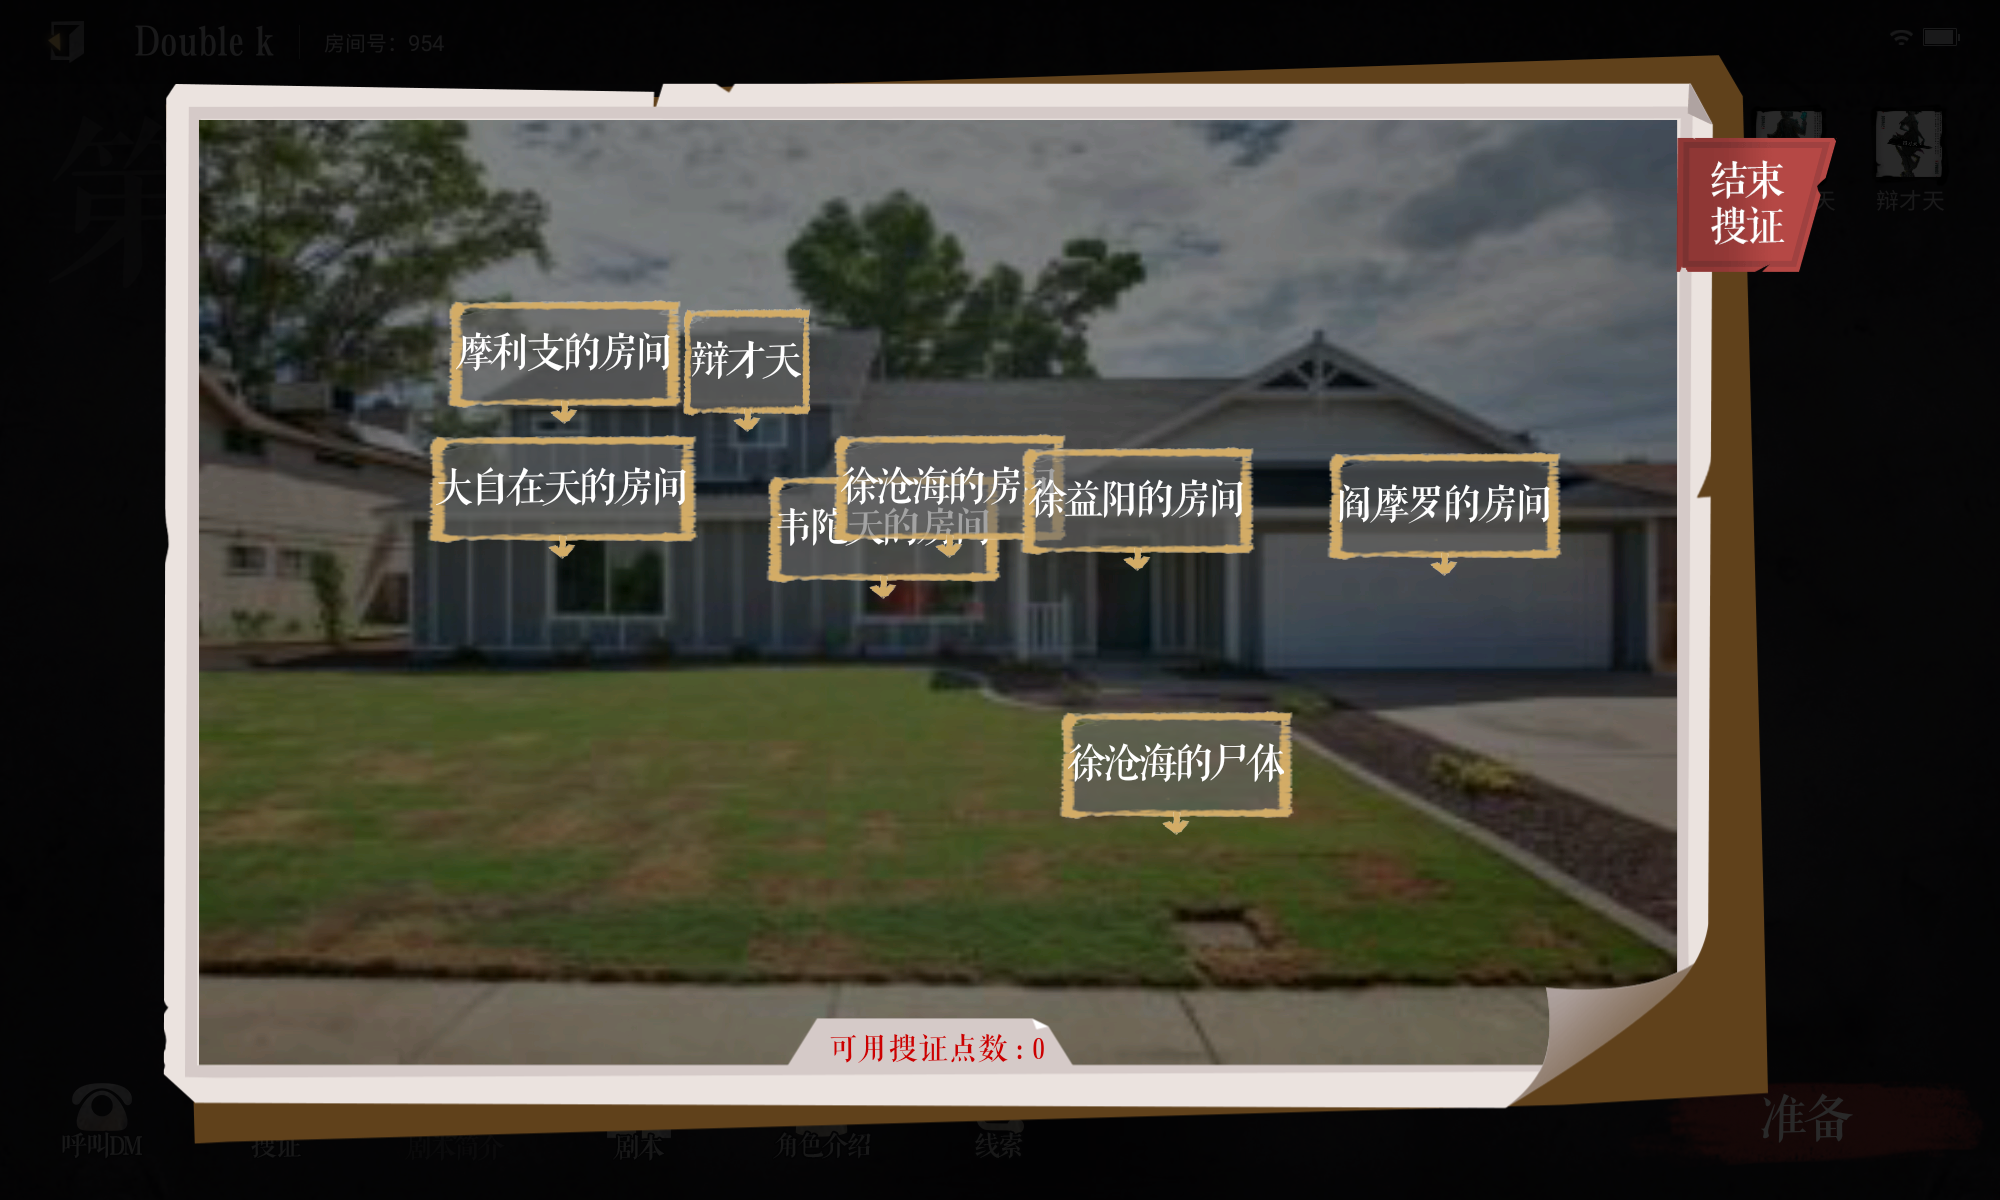 Double k
房间号：954
第
结束
搜证
天
辩才天
摩利支的房间
辩才天
大自在天的房间
徐沧海的房间
韦陀天的房间
徐益阳的房间
阎摩罗的房间
徐沧海的尸体
可用搜证点数：0
呼叫DM
搜证
剧本简介
剧本
角色介绍
线索
准备